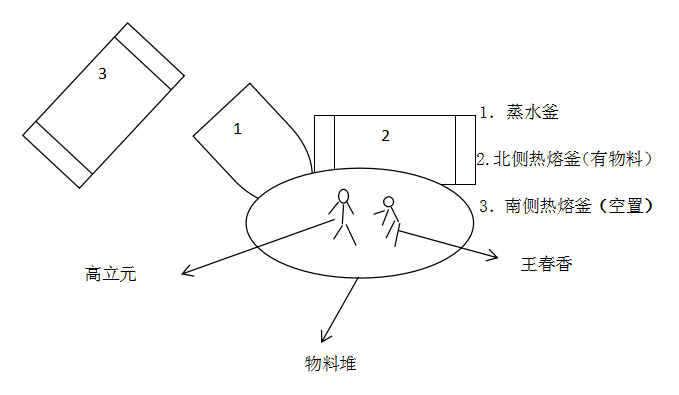 3
1
2
1. 蒸水釜
2.北侧热熔釜（有物料）
3. 南侧热熔釜（空置）
高立元
王春香
物料堆